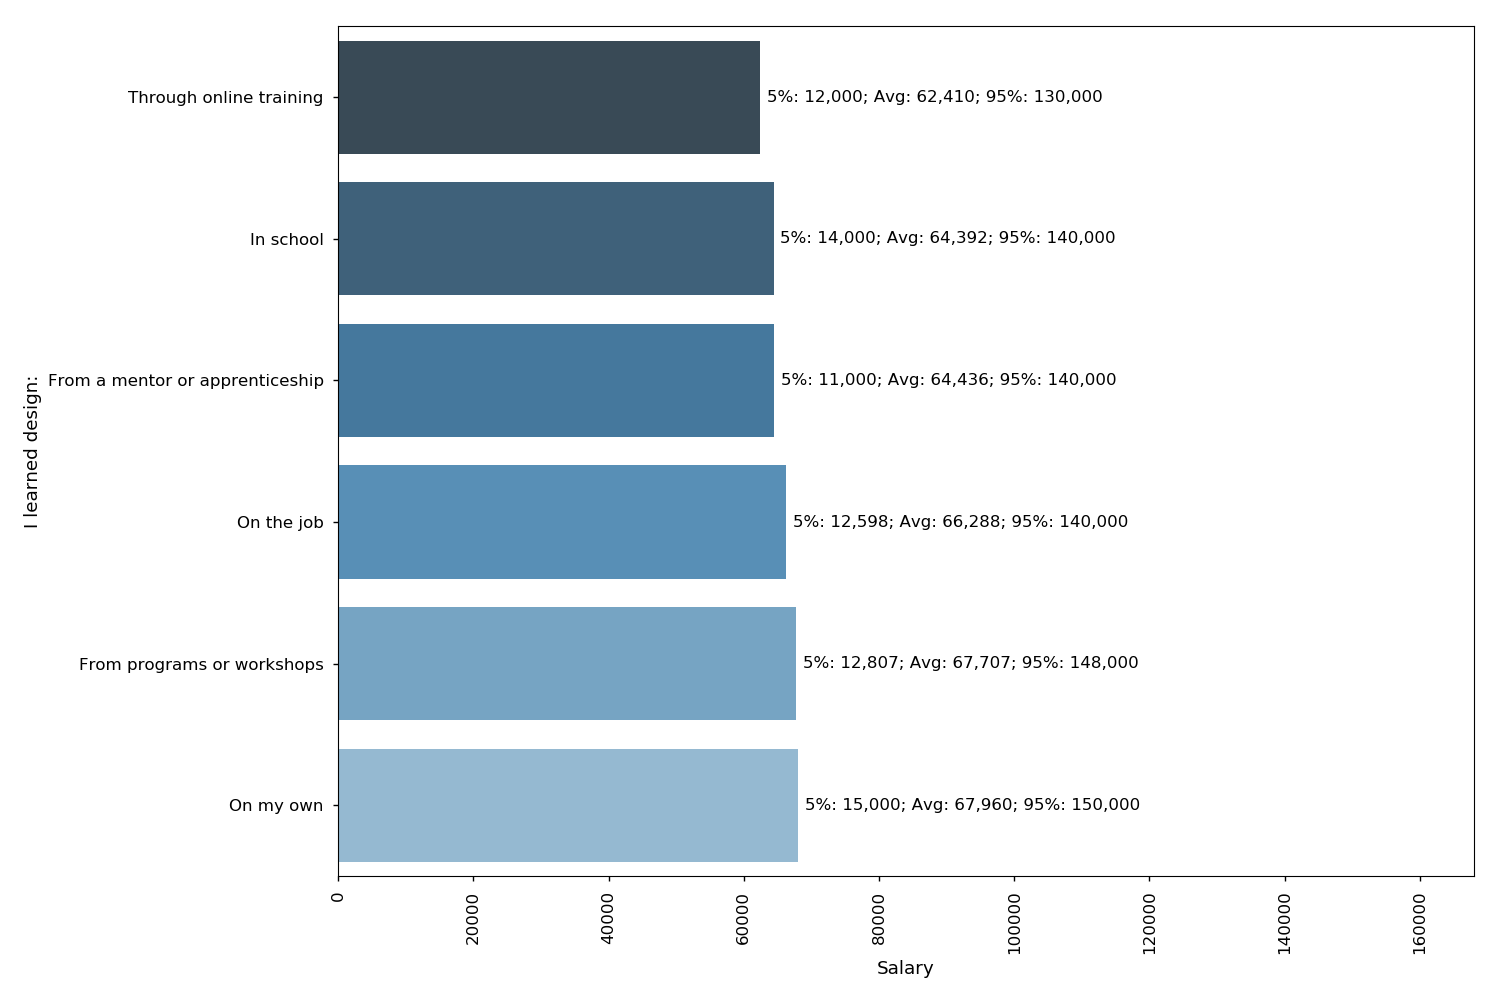 I learned design:
Through online training
5%: 12,000; Avg: 62,410; 95%: 130,000
In school
5%: 14,000; Avg: 64,392; 95%: 140,000
From a mentor or apprenticeship
5%: 11,000; Avg: 64,436; 95%: 140,000
On the job
5%: 12,598; Avg: 66,288; 95%: 140,000
From programs or workshops
5%: 12,807; Avg: 67,707; 95%: 148,000
On my own
5%: 15,000; Avg: 67,960; 95%: 150,000
0
20000
40000
60000
80000
100000
120000
140000
160000
Salary